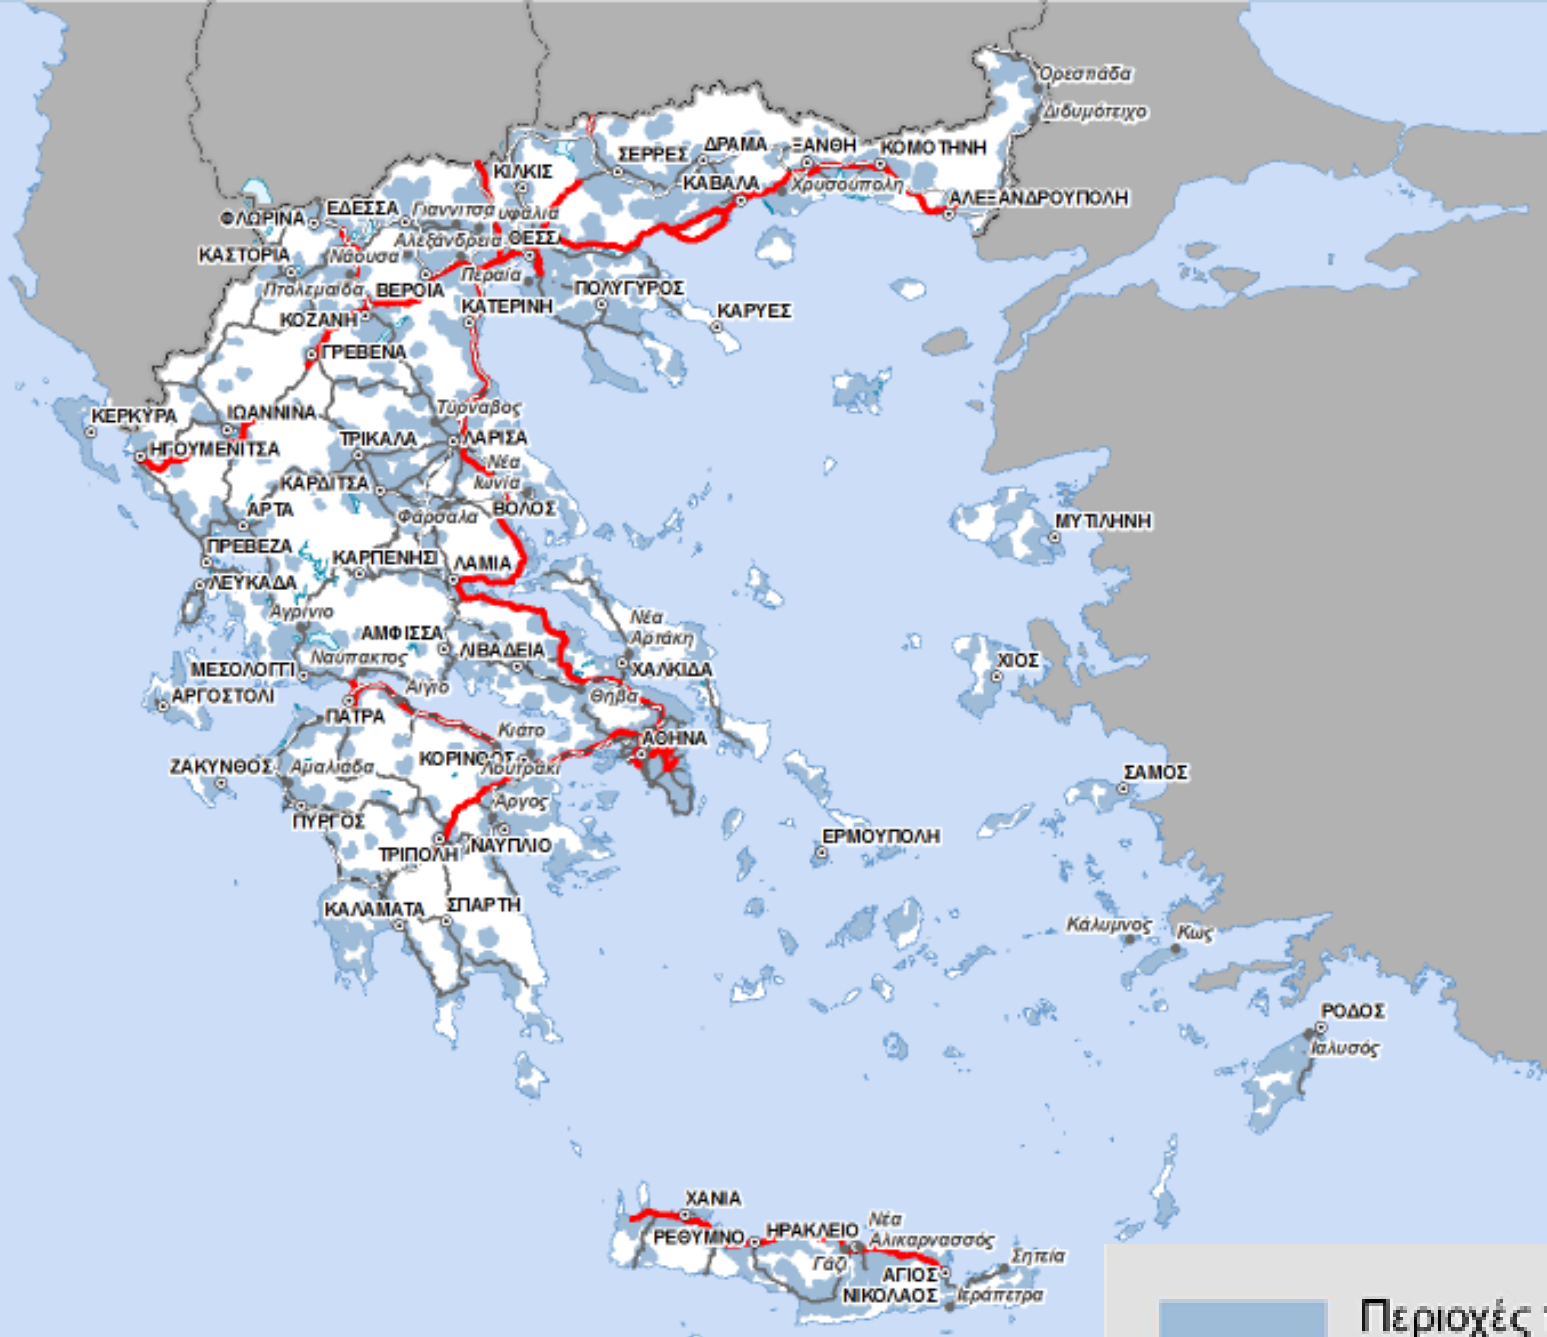 Ορεσπάδα
Διδυμότειχο
ΔΡΑΜΑ
ΞΑΝΘΗ
ΚΟΜΟΤΗΝΗ
ΣΕΡΡΕΣ
ΚΙΛΚΙΣ
ΚΑΒΑΛΑ
Χρυσούπολη
ΑΛΕΞΑΝΔΡΟΥΠΟΛΗ
ΦΛΩΡΙΝΑ
ΕΔΕΣΣΑ
Γιαννιτσά
υφαλία
Αλεξάνδρεια
ΘΕΣΣΑ
ΚΑΣΤΟΡΙΑ
Νάουσα
Περαία
Πτολεμαΐδα
ΒΕΡΟΙΑ
ΠΟΛΥΓΥΡΟΣ
ΚΑΤΕΡΙΝΗ
ΚΑΡΥΕΣ
ΚΟΖΑΝΗ
ΓΡΕΒΕΝΑ
ΚΕΡΚΥΡΑ
ΙΩΑΝΝΙΝΑ
Τύρναβος
ΗΓΟΥΜΕΝΙΤΣΑ
ΤΡΙΚΑΛΑ
ΛΑΡΙΣΑ
Νέα
Ιωνία
ΚΑΡΔΙΤΣΑ
ΑΡΤΑ
Φάρσαλα
ΒΟΛΟΣ
ΜΥΤΙΛΗΝΗ
ΠΡΕΒΕΖΑ
ΚΑΡΠΕΝΗΣΙ
ΛΑΜΙΑ
ΛΕΥΚΑΔΑ
Αγρίνιο
Νέα
Αρτάκη
ΑΜΦΙΣΣΑ
ΛΙΒΑΔΕΙΑ
Ναύπακτος
ΜΕΣΟΛΟΓΓΙ
ΧΑΛΚΙΔΑ
ΧΙΟΣ
ΑΡΓΟΣΤΟΛΙ
Αίγιο
Θήβα
ΠΑΤΡΑ
Κιάτο
ΑΘΗΝΑ
ΚΟΡΙΝΘΟΣ
Λουτράκι
ΖΑΚΥΝΘΟΣ
Αμαλιάδα
ΣΑΜΟΣ
Άργος
ΠΥΡΓΟΣ
ΝΑΥΠΛΙΟ
ΤΡΙΠΟΛΗ
ΕΡΜΟΥΠΟΛΗ
ΚΑΛΑΜΑΤΑ
ΣΠΑΡΤΗ
Κάλυμνος
Κως
ΡΟΔΟΣ
Ιαλυσός
ΧΑΝΙΑ
ΡΕΘΥΜΝΟ
ΗΡΑΚΛΕΙΟ
Νέα
Αλικαρνασσός
Γάζι
Σητεία
ΑΓΙΟΣ
ΝΙΚΟΛΑΟΣ
Ιεράπετρα
Περιοχές